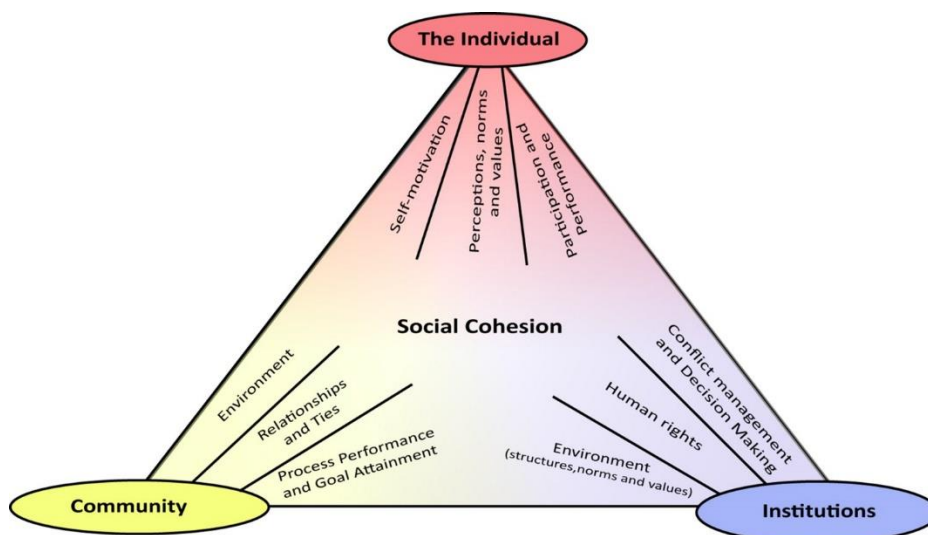 The Individual
Self-motivation
Perceptions, norms
and values
Participation and
Performance
Social Cohesion
Environment
Relationships
and Ties
Process Performance
and Goal Attainment
Conflict management
and Decision Making
Human rights
Environment
(structures,norms and values)
Community
Institutions